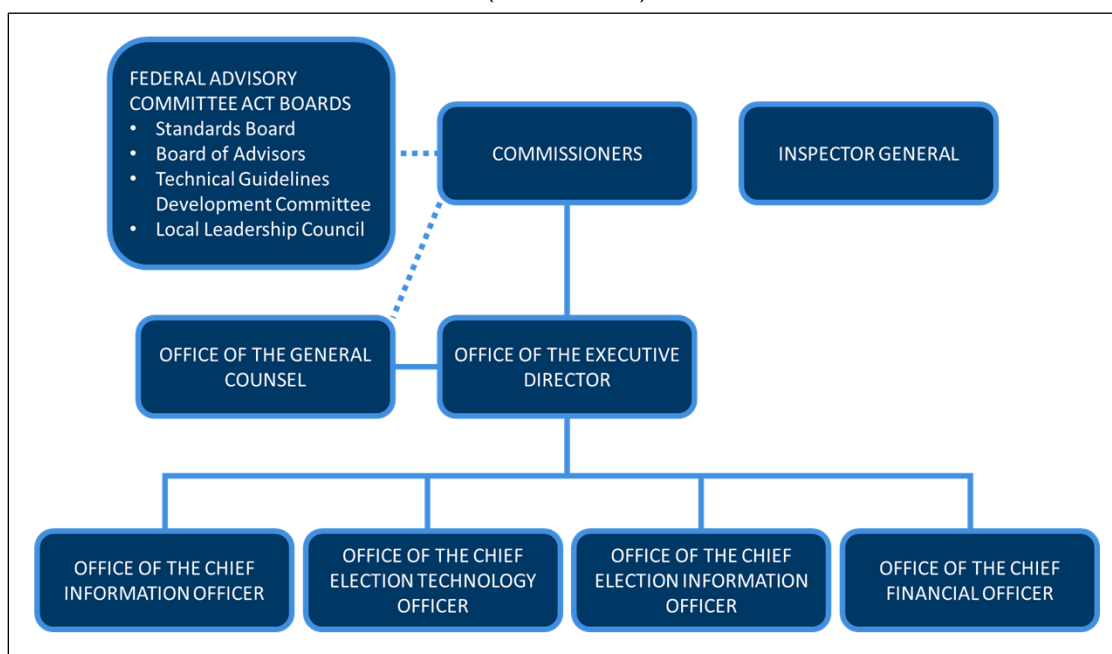 FEDERAL ADVISORY
COMMITTEE ACT BOARDS
• Standards Board
• Board of Advisors
• Technical Guidelines
Development Committee
• Local Leadership Council
COMMISSIONERS
INSPECTOR GENERAL
OFFICE OF THE GENERAL
COUNSEL
OFFICE OF THE EXECUTIVE
DIRECTOR
OFFICE OF THE CHIEF
INFORMATION OFFICER
OFFICE OF THE CHIEF
ELECTION TECHNOLOGY
OFFICER
OFFICE OF THE CHIEF
ELECTION INFORMATION
OFFICER
OFFICE OF THE CHIEF
FINANCIAL OFFICER